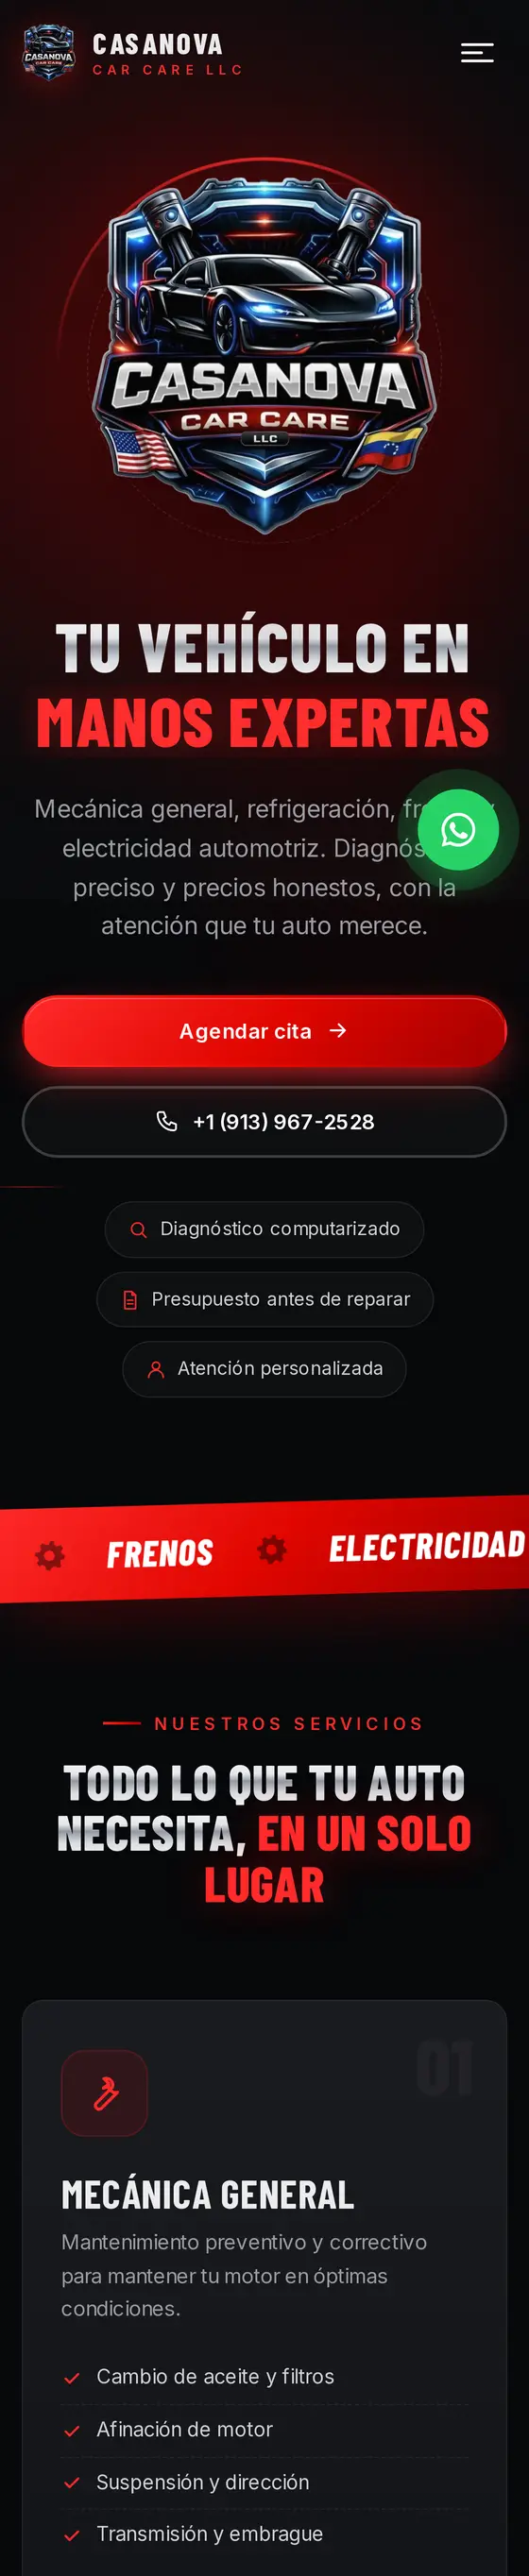 CASANOVA
CAR CARE
CASANOVA
CAR CARE LLC
CASANOVA
CAR CARE
LLC
TU VEHÍCULO EN
MANOS EXPERTAS
Mecánica general, refrigeración,
electricidad automotriz.
preciso y precios honestos, con la
atención que tu auto merece.
Agendar cita →
+1 (913) 967-2528
Diagnóstico computarizado
Presupuesto antes de reparar
Atención personalizada
FRENOS ELECTRICIDAD
NUESTROS SERVICIOS
TODO LO QUE TU AUTO
NECESITA, EN UN SOLO
LUGAR
01
MECÁNICA GENERAL
Mantenimiento preventivo y correctivo
para mantener tu motor en óptimas
condiciones.
Cambio de aceite y filtros
Afinación de motor
Suspensión y dirección
Transmisión y embrague